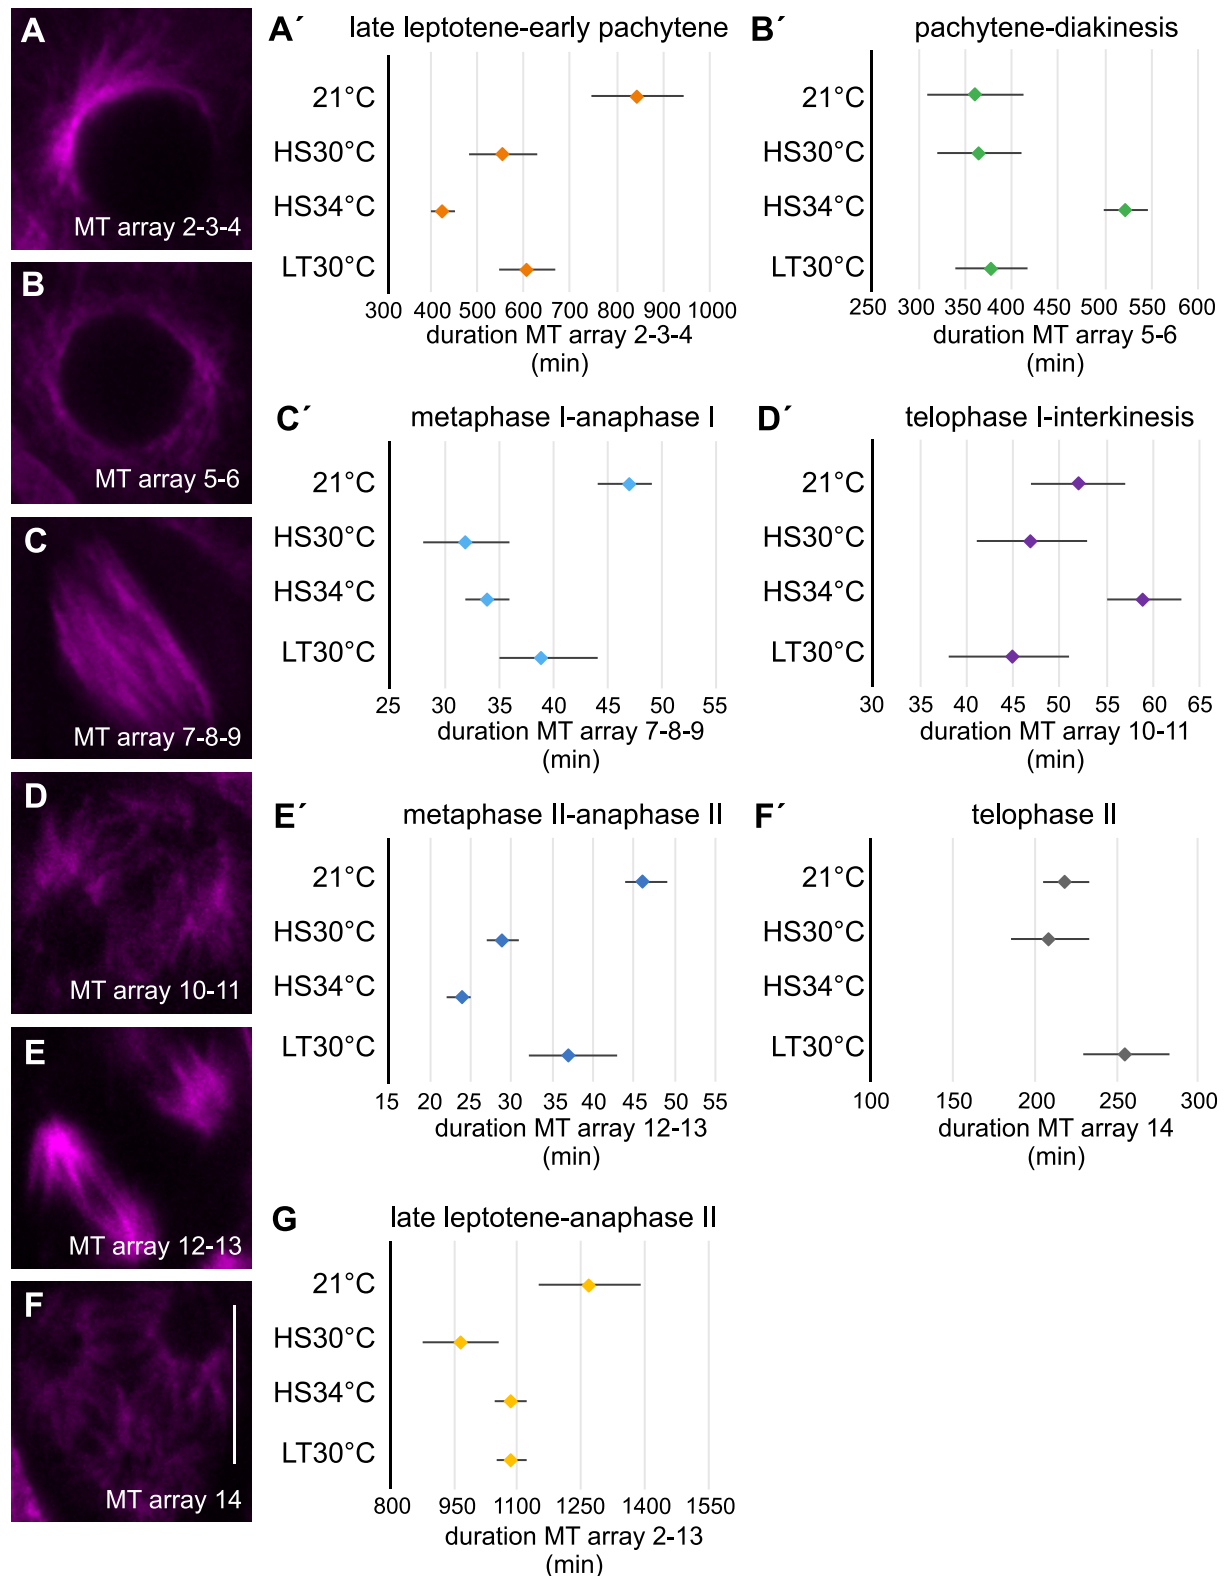 A
MT array 2-3-4
A´ late leptotene-early pachytene
21°C
HS30°C
HS34°C
LT30°C
300 400 500 600 700 800 900 1000
duration MT array 2-3-4
(min)
B´ pachytene-diakinesis
21°C
HS30°C
HS34°C
LT30°C
250 300 350 400 450 500 550 600
duration MT array 5-6
(min)
B
MT array 5-6
C
MT array 7-8-9
C´ metaphase I-anaphase I
21°C
HS30°C
HS34°C
LT30°C
25 30 35 40 45 50 55
duration MT array 7-8-9
(min)
D´ telophase I-interkinesis
21°C
HS30°C
HS34°C
LT30°C
30 35 40 45 50 55 60 65
duration MT array 10-11
(min)
D
MT array 10-11
E
MT array 12-13
E´ metaphase II-anaphase II
21°C
HS30°C
HS34°C
LT30°C
15 20 25 30 35 40 45 50 55
duration MT array 12-13
(min)
F´ telophase II
21°C
HS30°C
HS34°C
LT30°C
100 150 200 250 300
duration MT array 14
(min)
F
MT array 14
G late leptotene-anaphase II
21°C
HS30°C
HS34°C
LT30°C
800 950 1100 1250 1400 1550
duration MT array 2-13
(min)